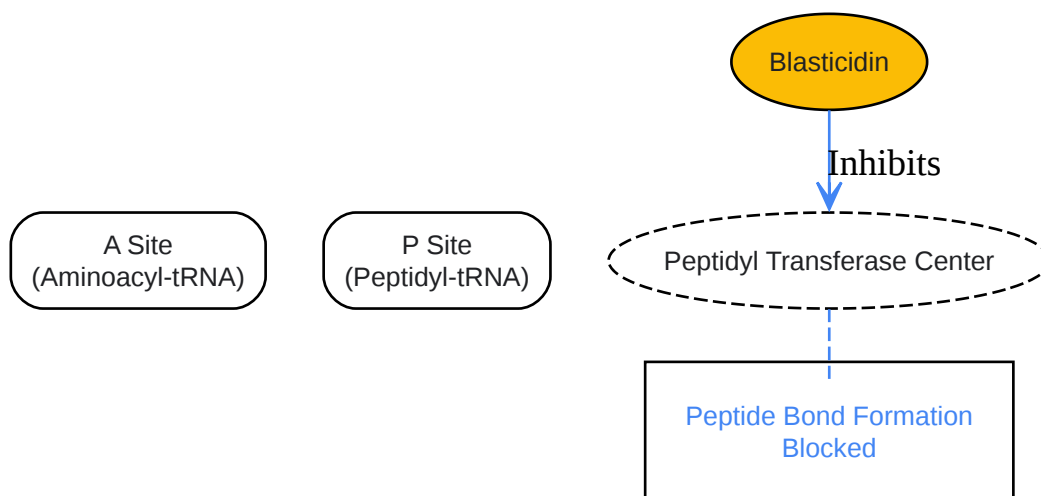 Blasticidin
Inhibits
A Site
(Aminoacyl-tRNA)
P Site
(Peptidyl-tRNA)
Peptidyl Transferase Center
Peptide Bond Formation
Blocked